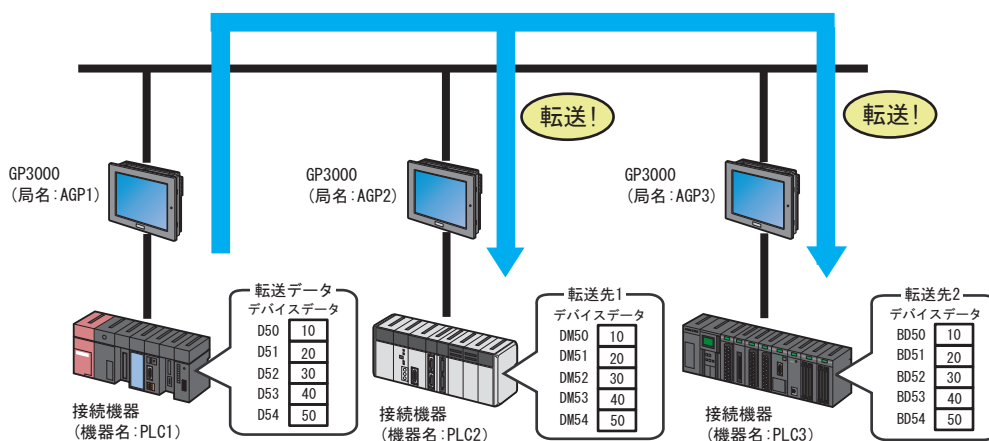 転送！
転送！
GP3000
（局名：AGP1）
GP3000
（局名：AGP2）
GP3000
（局名：AGP3）
転送データ
デバイスデータ
D50 10
D51 20
D52 30
D53 40
D54 50
接続機器
（機器名：PLC1）
転送先1
デバイスデータ
DM50 10
DM51 20
DM52 30
DM53 40
DM54 50
接続機器
（機器名：PLC2）
転送先2
デバイスデータ
BD50 10
BD51 20
BD52 30
BD53 40
BD54 50
接続機器
（機器名：PLC3）